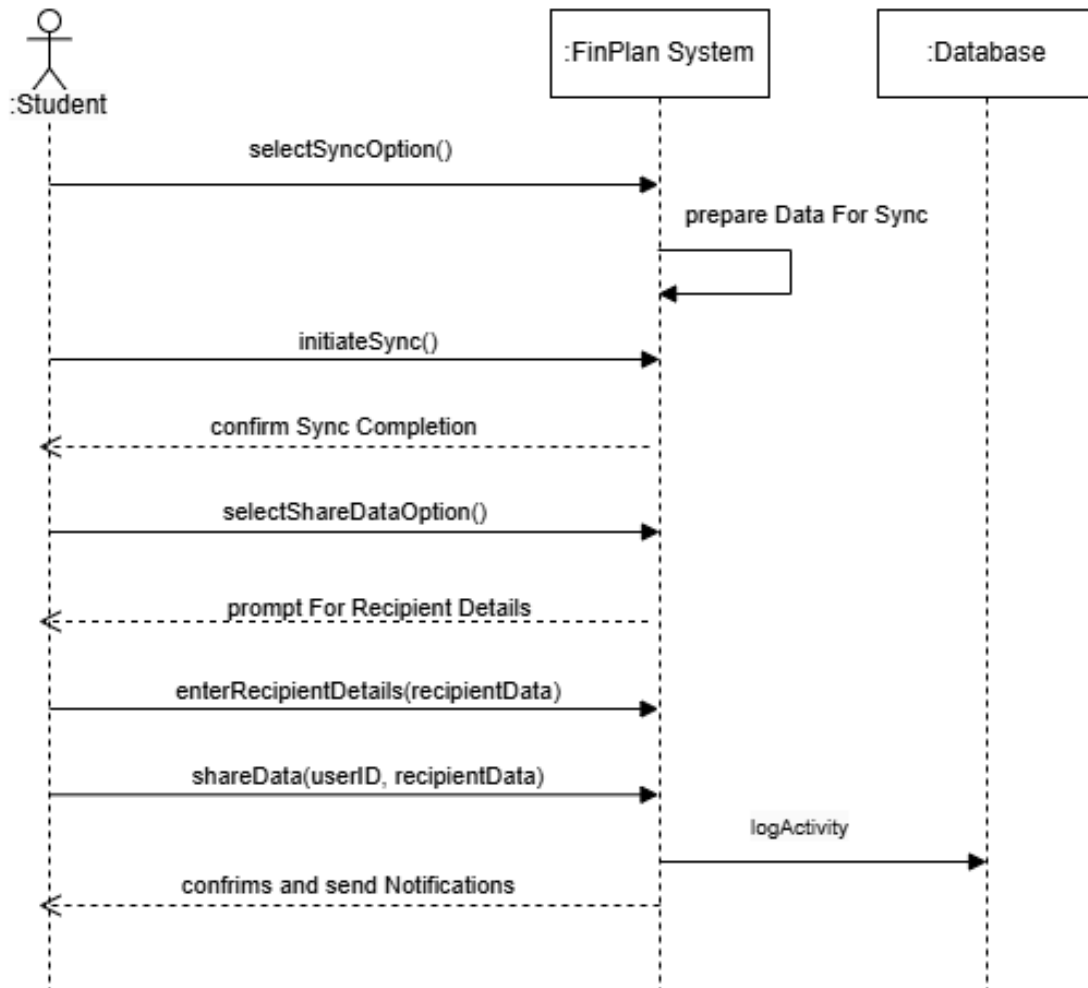 :FinPlan System
:Database
:Student
selectSyncOption()
prepare Data For Sync
initiateSync()
confirm Sync Completion
selectShareDataOption()
prompt For Recipient Details
enterRecipientDetails(recipientData)
shareData(userID, recipientData)
logActivity
confrims and send Notifications